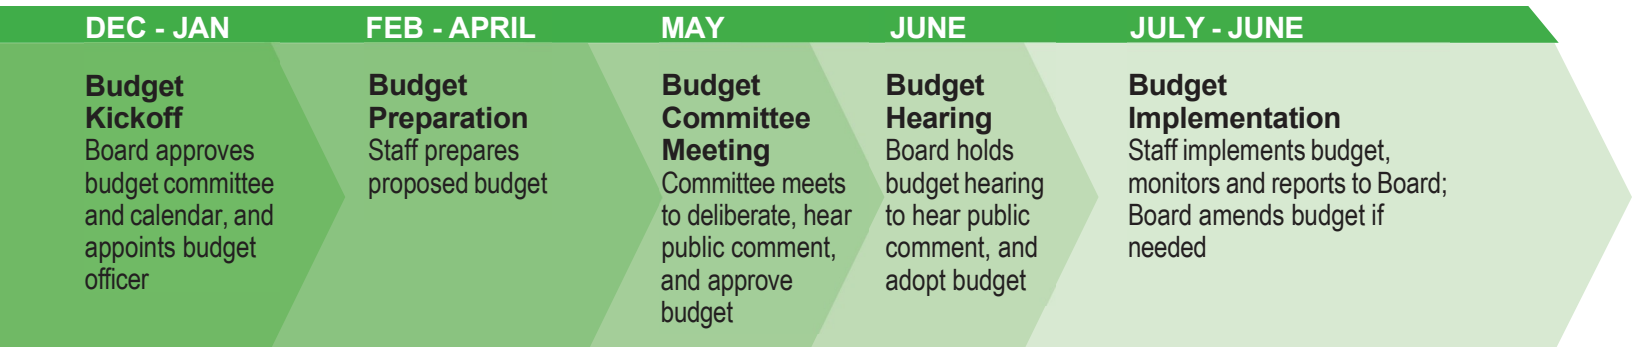 DEC - JAN
Budget
Kickoff
Board approves
budget committee
and calendar, and
appoints budget
officer
FEB - APRIL
Budget
Preparation
Staff prepares
proposed budget
MAY
Budget
Committee
Meeting
Committee meets
to deliberate, hear
public comment,
and approve
budget
JUNE
Budget
Hearing
Board holds
budget hearing
to hear public
comment, and
adopt budget
JULY - JUNE
Budget
Implementation
Staff implements budget,
monitors and reports to Board;
Board amends budget if
needed